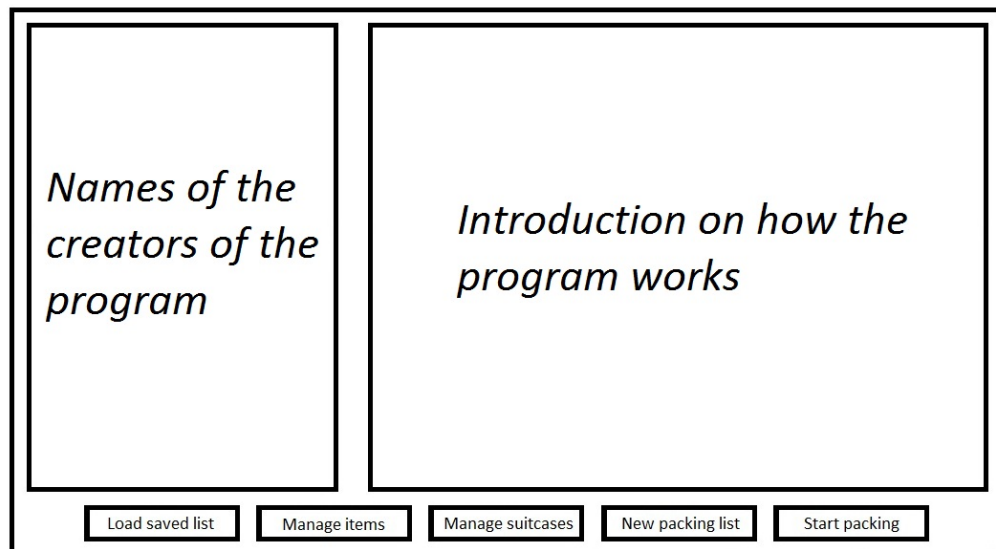 Names of the
creators of the
program
Introduction on how the
program works
Load saved list
Manage items
Manage suitcases
New packing list
Start packing